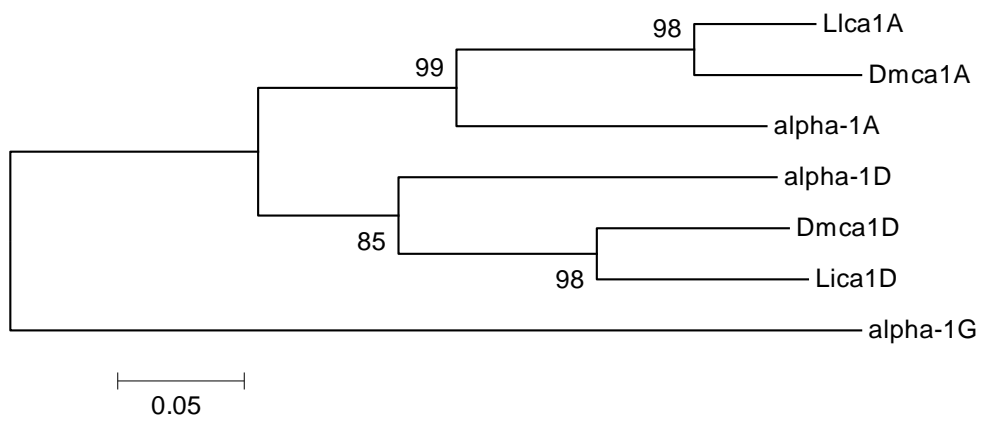 98
LIca1A
Dmca1A
99
alpha-1A
alpha-1D
85
Dmca1D
98
Lica1D
alpha-1G
0.05